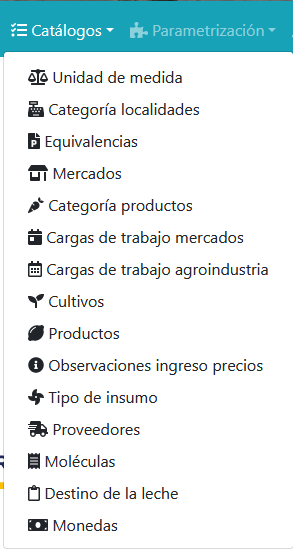 Catálogos Parametrización
Unidad de medida
Categoría localidades
Equivalencias
Mercados
Categoría productos
Cargas de trabajo mercados
Cargas de trabajo agroindustria
Cultivos
Productos
Observaciones ingreso precios
Tipo de insumo
Proveedores
Moléculas
Destino de la leche
Monedas